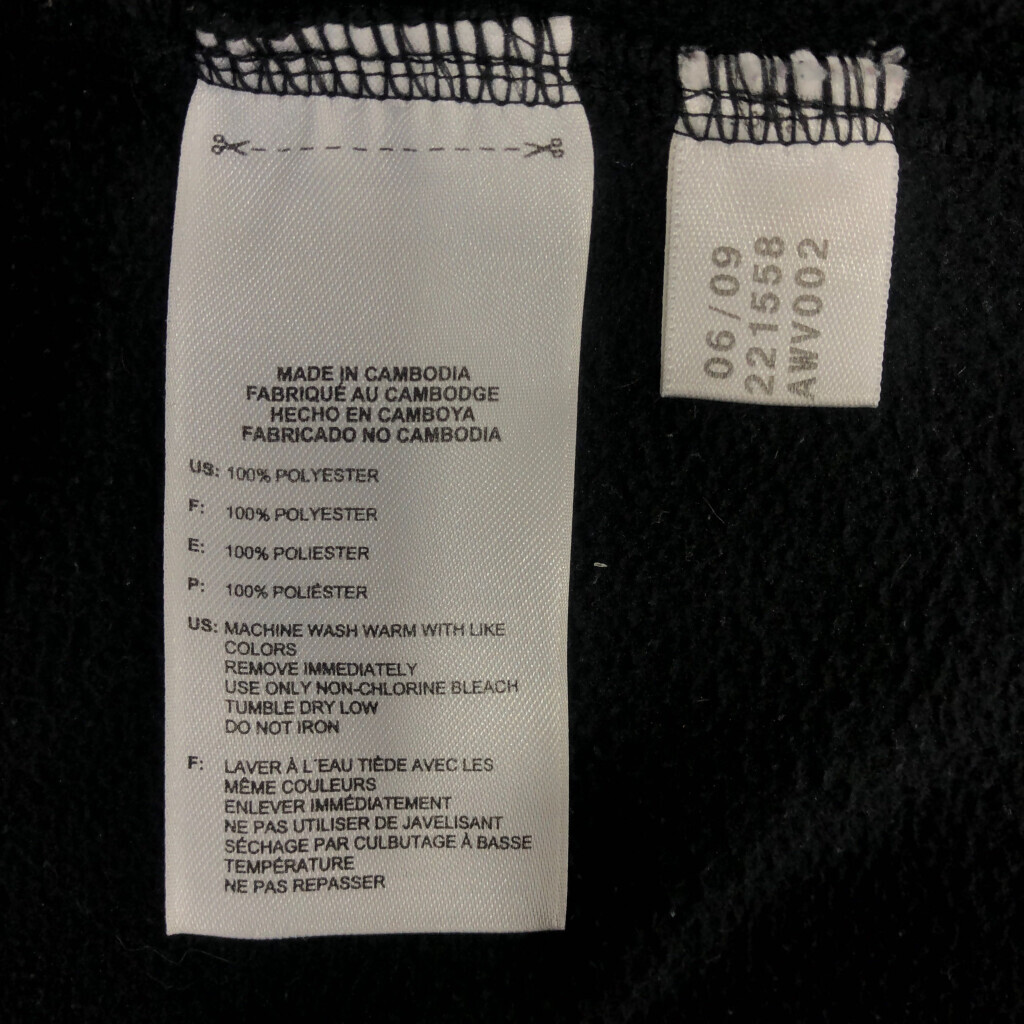 MADE IN CAMBODIA
FABRIQUÉ AU CAMBODGE
HECHO EN CAMBOYA
FABRICADO NO CAMBODIA
US: 100% POLYESTER
F: 100% POLYESTER
E: 100% POLIESTER
P: 100% POLIÉSTER
US: MACHINE WASH WARM WITH LIKE
COLORS
REMOVE IMMEDIATELY
USE ONLY NON-CHLORINE BLEACH
TUMBLE DRY LOW
DO NOT IRON
F: LAVER À L'EAU TIÈDE AVEC LES
MÊME COULEURS
ENLEVER IMMÉDIATEMENT
NE PAS UTILISER DE JAVELISANT
SÉCHAGE PAR CULBUTAGE À BASSE
TEMPÉRATURE
NE PAS REPASSER
06/09
221558
AWV002